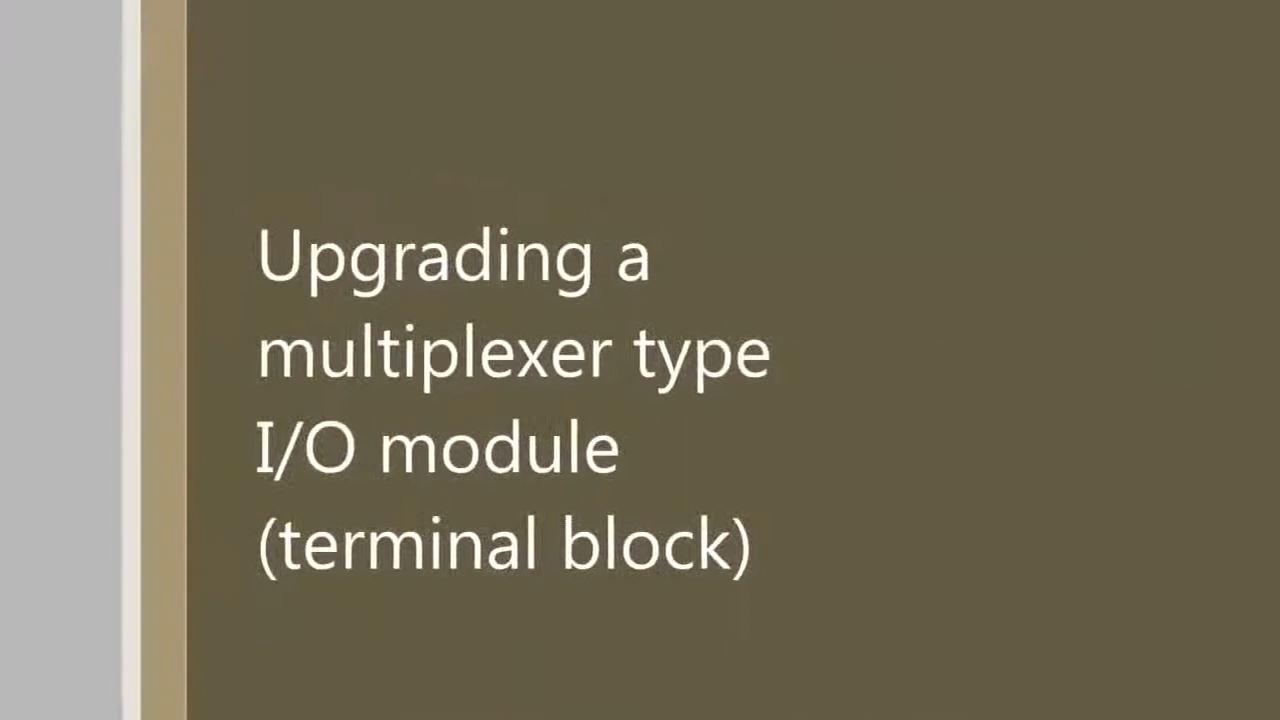 Upgrading a
multiplexer type
I/O module
(terminal block)